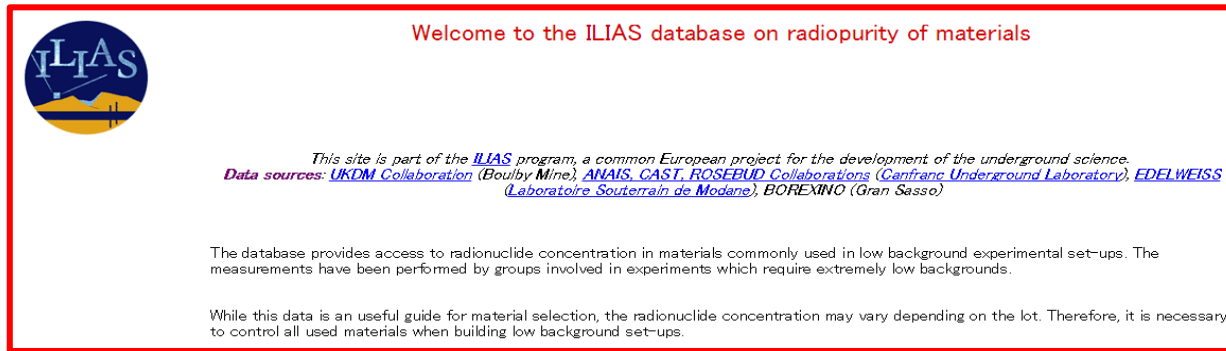 ILIAS
Welcome to the ILIAS database on radiopurity of materials
This site is part of the ILIAS program, a common European project for the development of the underground science.
Data sources: UKDM Collaboration (Boulby Mine), ANAIS, CAST, ROSEBUD Collaborations (Canfranc Underground Laboratory), EDELWEISS
(Laboratoire Souterrain de Modane), BOREXINO (Gran Sasso)
The database provides access to radionuclide concentration in materials commonly used in low background experimental set-ups. The
measurements have been performed by groups involved in experiments which require extremely low backgrounds.
While this data is an useful guide for material selection, the radionuclide concentration may vary depending on the lot. Therefore, it is necessary
to control all used materials when building low background set-ups.